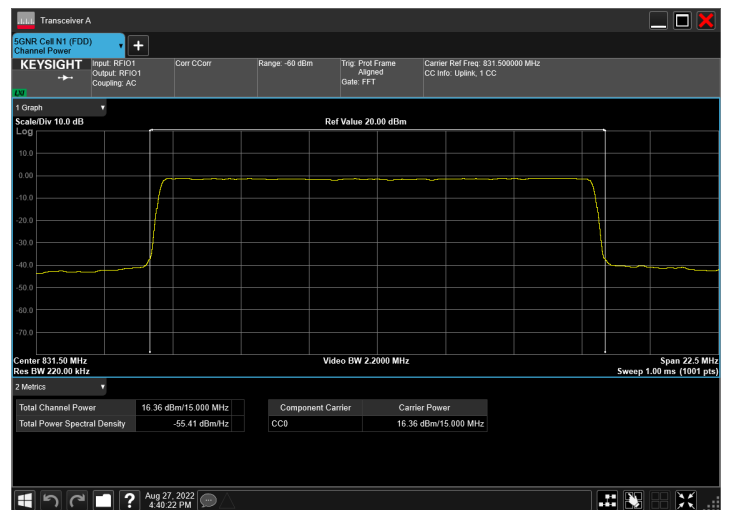 Transceiver A
5GNR Cell N1 (FDD)
Channel Power
KEYSIGHT
LXI
Input: RFIO1
Output: RFIO1
Coupling: AC
Corr CCorr
Range: -60 dBm
Trig: Prot Frame
Aligned
Gate: FFT
Carrier Ref Freq: 831.500000 MHz
CC Info: Uplink, 1 CC
1 Graph
Scale/Div 10.0 dB
Ref Value 20.00 dBm
Log
10.0
0.00
-10.0
-20.0
-30.0
-40.0
-50.0
-60.0
-70.0
Center 831.50 MHz
Video BW 2.2000 MHz
Span 22.5 MHz
Res BW 220.00 kHz
Sweep 1.00 ms (1001 pts)
2 Metrics
Total Channel Power 16.36 dBm/15.000 MHz
Total Power Spectral Density -55.41 dBm/Hz
Component Carrier Carrier Power
CC0 16.36 dBm/15.000 MHz
? Aug 27, 2022
4:40:22 PM